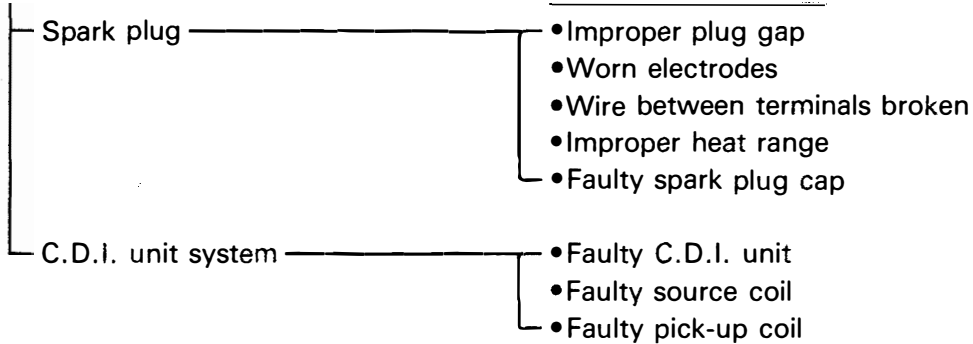 Spark plug •Improper plug gap
•Worn electrodes
•Wire between terminals broken
•Improper heat range
•Faulty spark plug cap
C.D.I. unit system •Faulty C.D.I. unit
•Faulty source coil
•Faulty pick-up coil